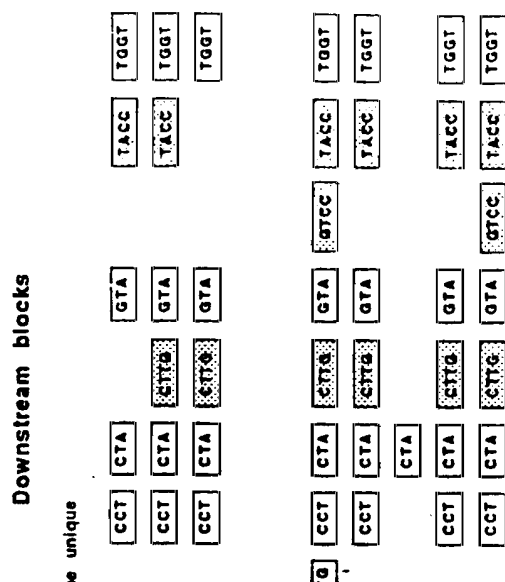 Downstream blocks
unique
CCT CTA GTA TACC TGGT
CCT CTA CTTG GTA TACC TGGT
CCT CTA CTTG GTA TGGT
CCT CTA CTTG GTA GTCC TACC TGGT
CCT CTA CTTG GTA TACC TGGT
CTA
CCT CTA CTTG GTA TACC TGGT
CCT CTA CTTG GTA GTCC TACC TGGT